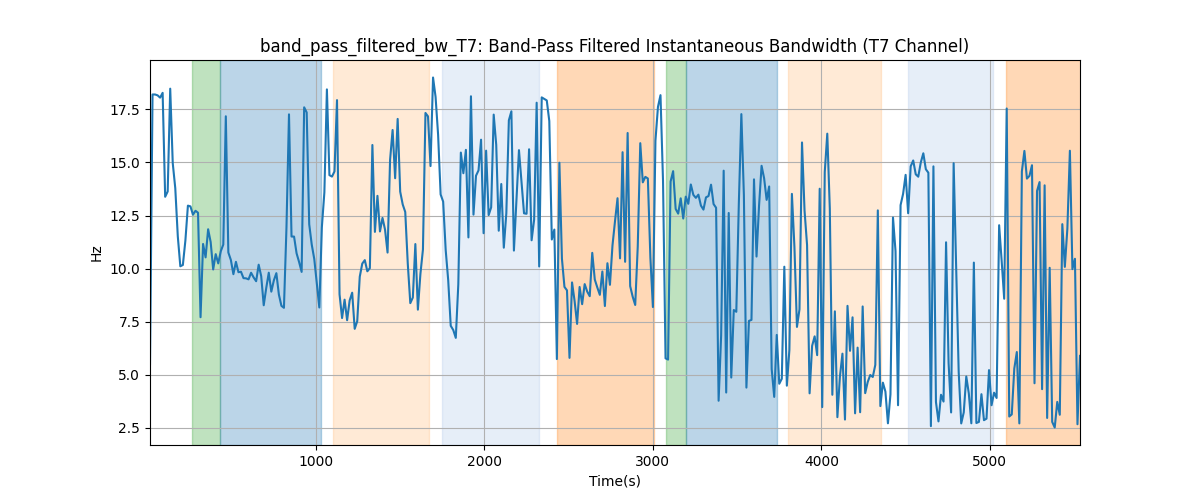 band_pass_filtered_bw_T7: Band-Pass Filtered Instantaneous Bandwidth (T7 Channel)
17.5
15.0
12.5
10.0
7.5
5.0
2.5
Hz
1000 2000 3000 4000 5000
Time(s)